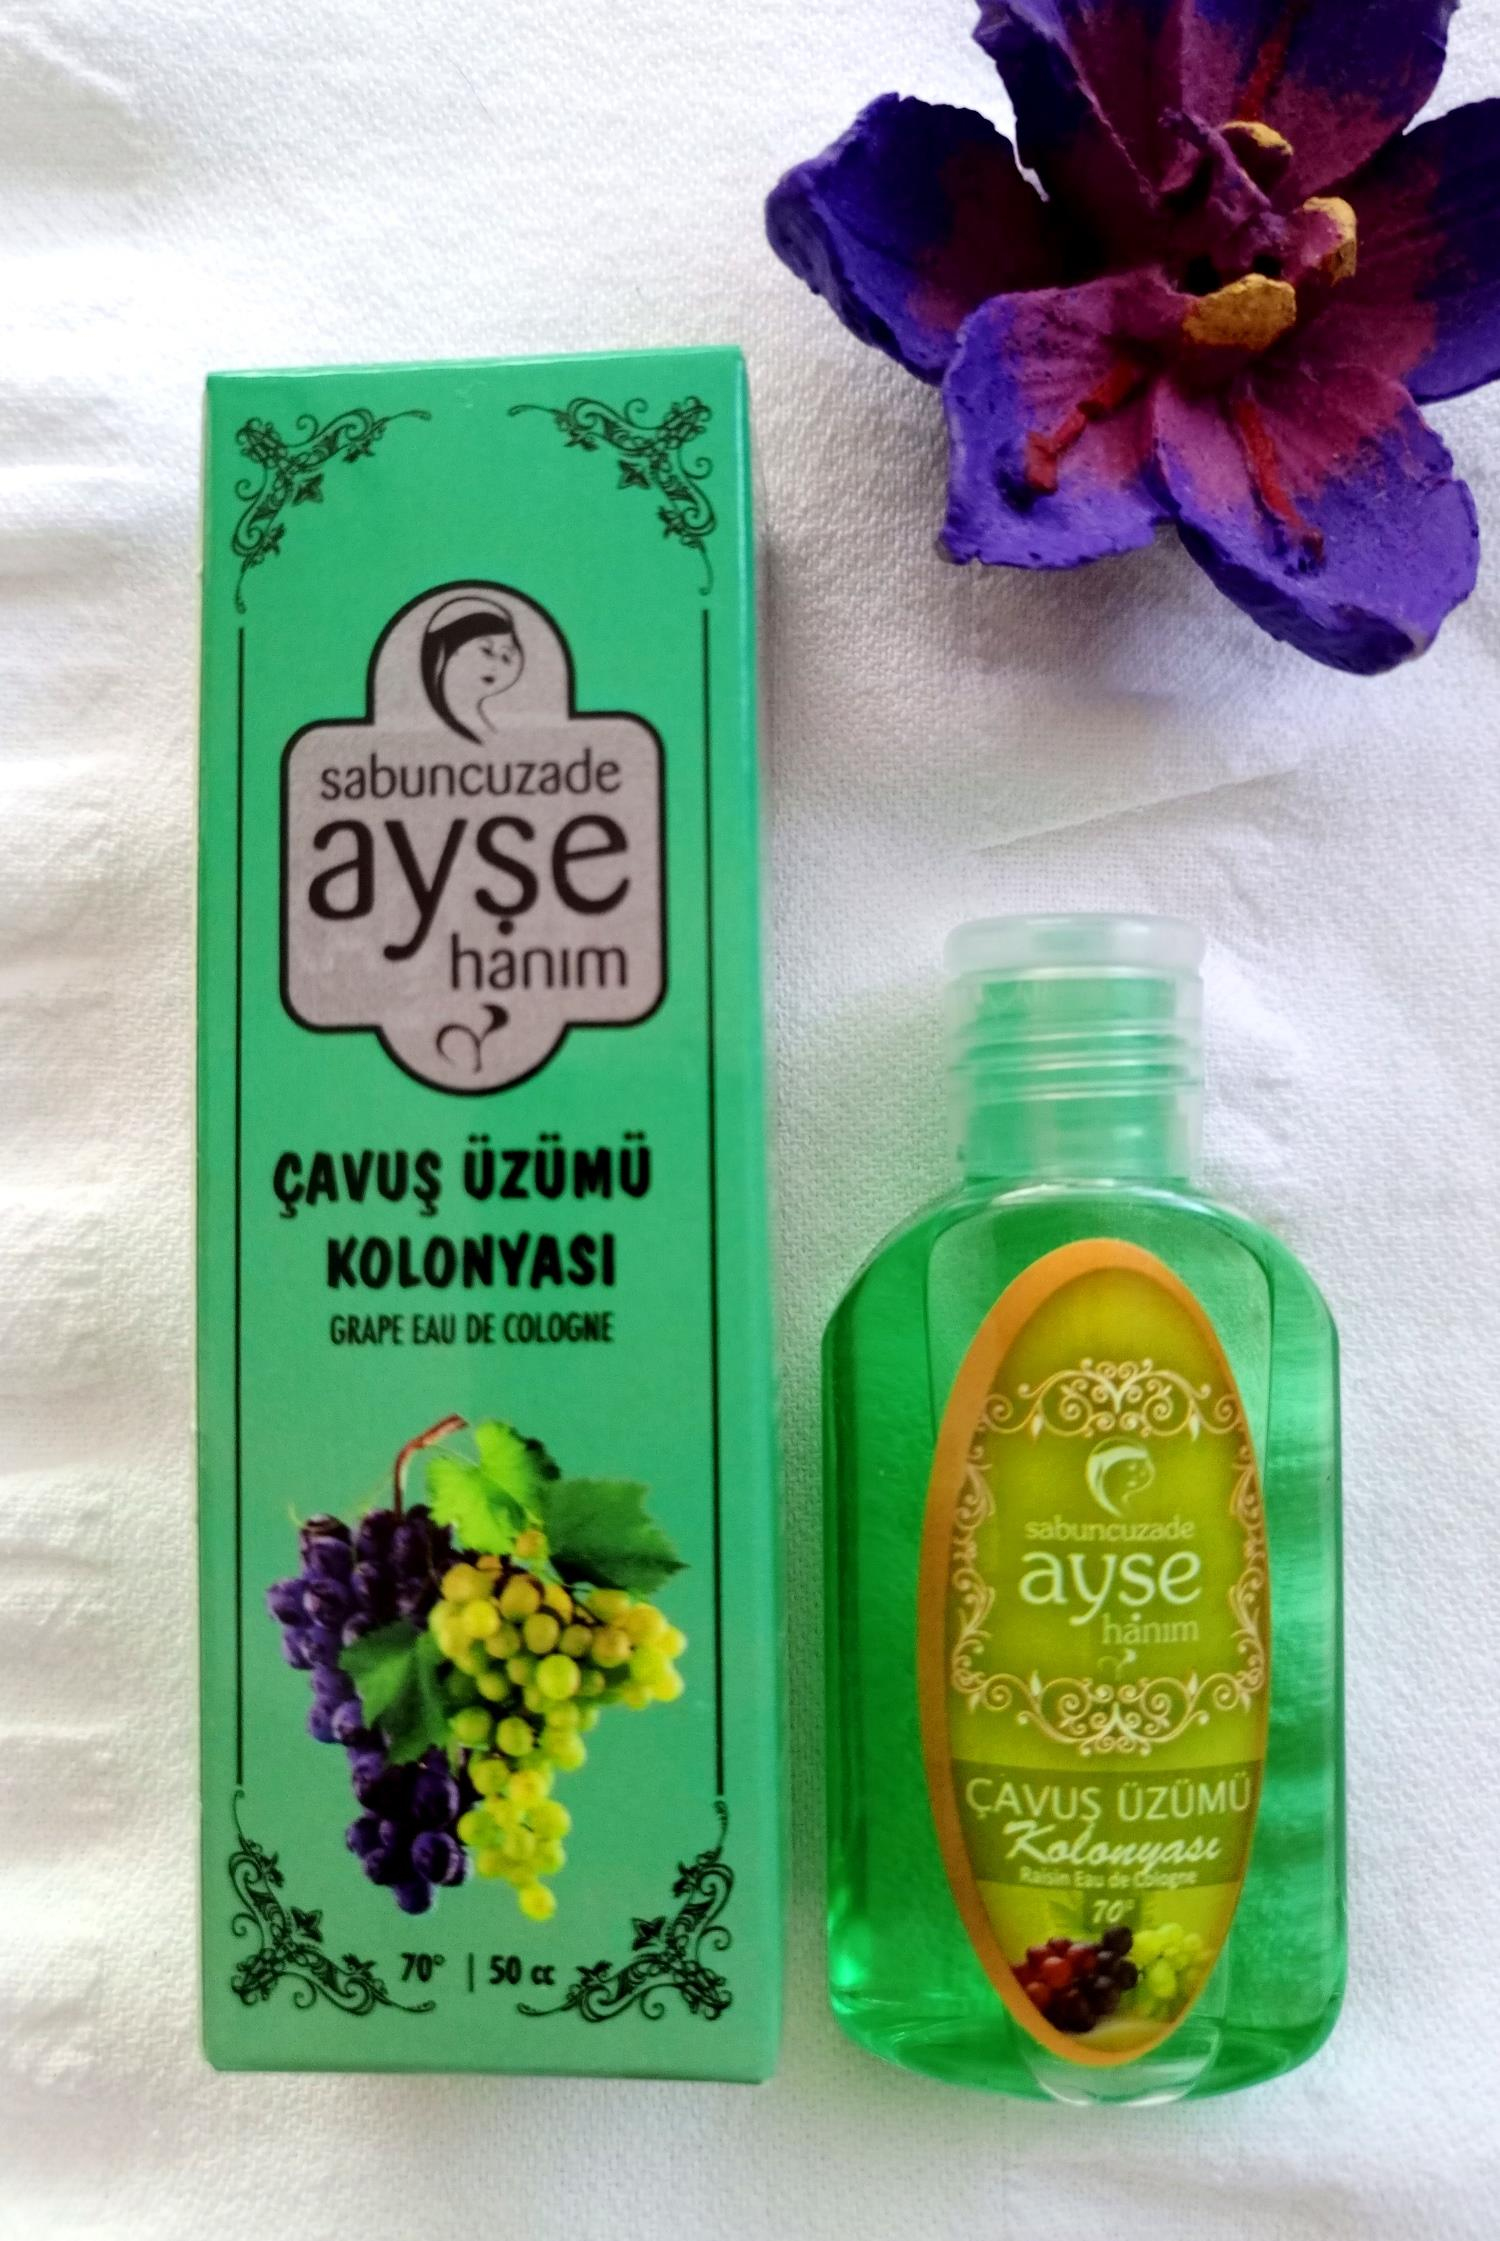 sabuncuzade
ayşe
hanım
ÇAVUŞ ÜZÜMÜ
KOLONYASI
GRAPE EAU DE COLOGNE
70° | 50 cc
sabuncuzade
ayşe
hanım
ÇAVUŞ ÜZÜMÜ
Kolonyası
Raisin Eau de Cologne
70°